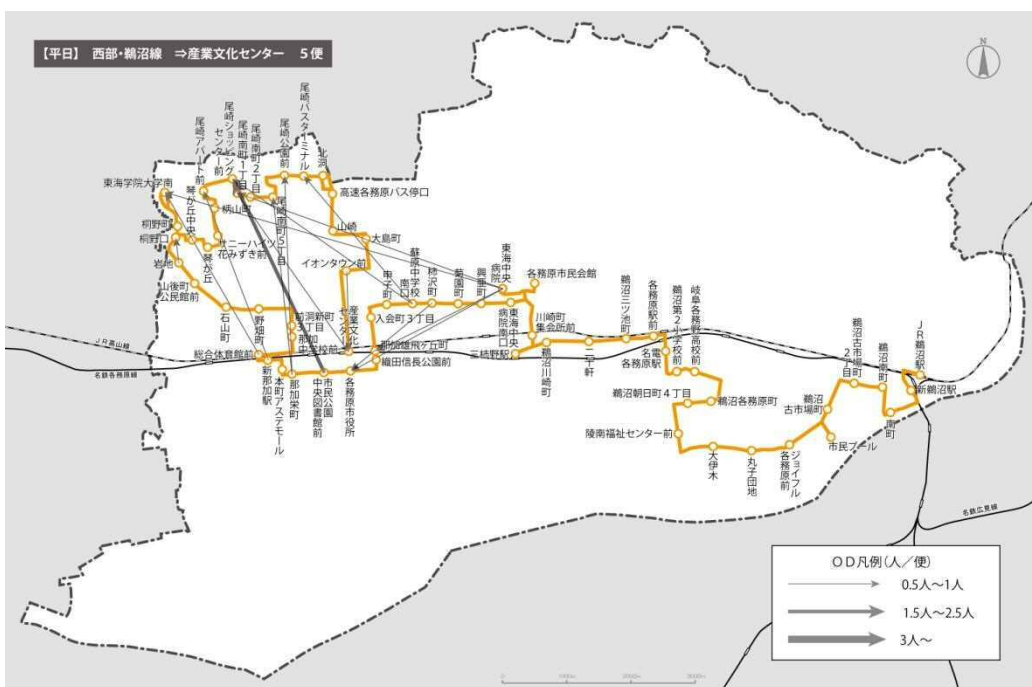 【平日】 西部・鵜沼線 ⇒産業文化センター 5便
N
尾崎アパート前
尾崎ショッピングセンター前
尾崎南町1丁目
尾崎南町2丁目
尾崎公園前
尾崎バスターミナル
北洞
東海学院大学南
琴が丘中央
柄山町
尾崎南町5丁目
高速各務原バス停口
桐野町
桐野口
サニーハイツ花みずき前
山崎
大島町
岩地
琴が丘
イオンタウン前
山後町公民館前
申子町
蘇原中学校南口
柿沢町
菊園町
興亜町
東海中央病院
各務原市民会館
石山町
野畑町
前洞新町3丁目
那加中学校前
産業文化センター
入会町3丁目
東海中央病院南口
川崎町集会所前
鵜沼三ツ池町
各務原駅前
鵜沼第2小学校前
岐阜各務野高校前
JR高山線
名鉄各務原線
総合体育館前
新那加駅
本町アステモール
那加栄町
市民公園中央図書館前
各務原市役所
那加雄飛ヶ丘町
織田信長公園前
三柿野駅
鵜沼川崎町
二十軒
名電各務原駅
鵜沼朝日町4丁目
鵜沼各務原町
陵南福祉センター前
大伊木
丸子団地
ジョイフル各務原前
鵜沼古市場町
鵜沼古市場町2丁目
鵜沼南町
JR鵜沼駅
新鵜沼駅
南町
市民プール
名鉄広見線
OD凡例(人/便)
0.5人~1人
1.5人~2.5人
3人~
0 1000m 2000m 3000m